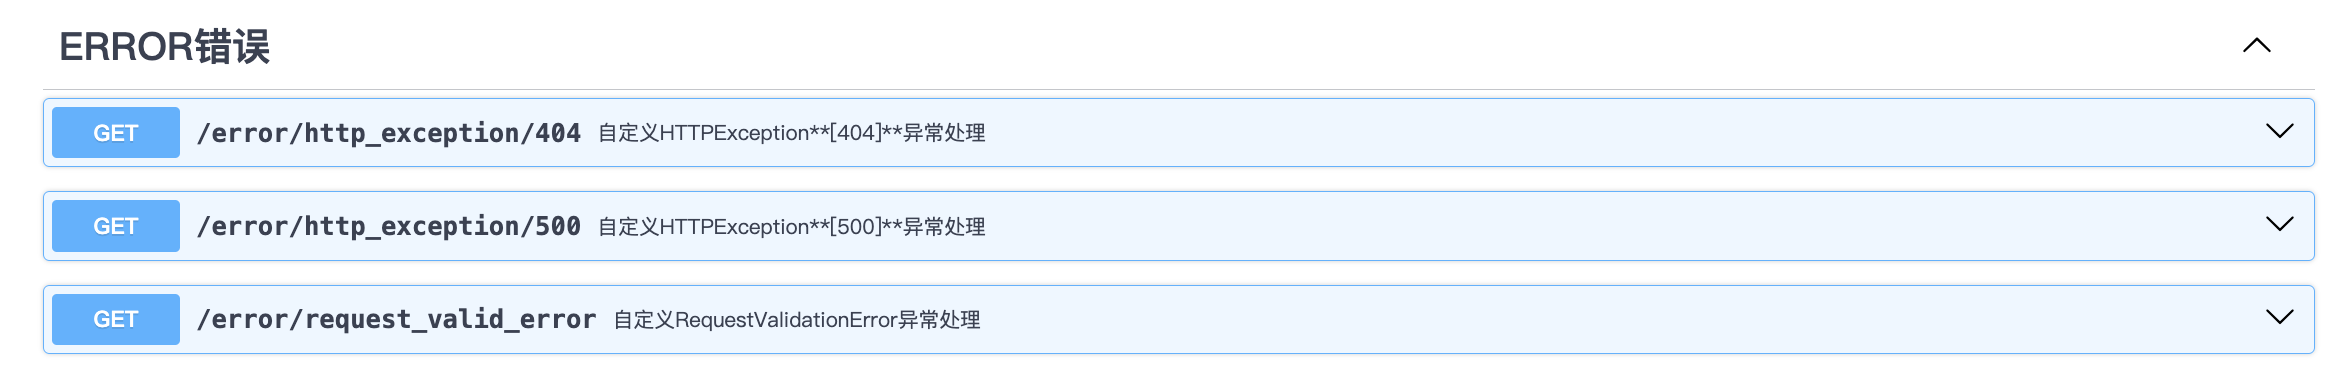 ERROR错误
GET /error/http_exception/404 自定义HTTPException**[404]**异常处理
GET /error/http_exception/500 自定义HTTPException**[500]**异常处理
GET /error/request_valid_error 自定义RequestValidationError异常处理